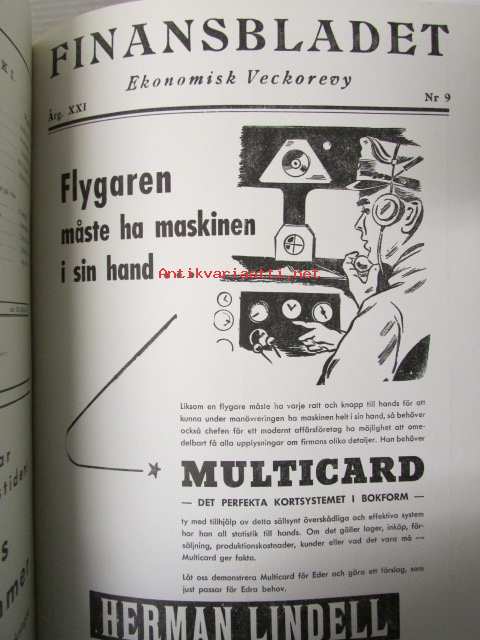 FINANSBLADET
Ekonomisk Veckorevy
Årg. XXI
Nr 9
Flygaren
måste ha maskinen
i sin hand
Antikvariaatti.net
Liksom en flygare måste ha varje ratt och knapp till hands för att
kunna under manövreringen ha maskinen helt i sin hand, så behöver
också chefen för ett modernt affärsföretag ha möjlighet att ome-
delbart få alla upplysningar om firmans olika detaljer. Han behöver
MULTICARD
— DET PERFEKTA KORTSYSTEMET I BOKFORM —
ty med tillhjälp av detta sällsynt överskådliga och effektiva system
har han all statistik till hands. Om det gäller lager, inköp, för-
säljning, produktionskostnader, kunder eller vad det vara må —
Multicard ger fakta.
Låt oss demonstrera Multicard för Eder och göra ett förslag, som
just passar för Edra behov.
HERMAN LINDELL